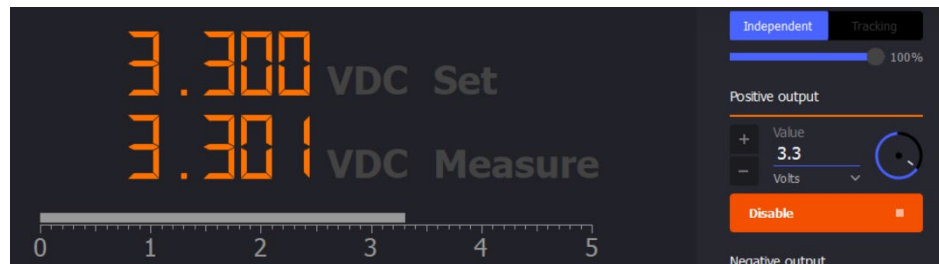 3.300 VDC Set
3.301 VDC Measure
0 1 2 3 4 5
Independent Tracking
100%
Positive output
+ Value
3.3
- Volts
Disable
Negative output